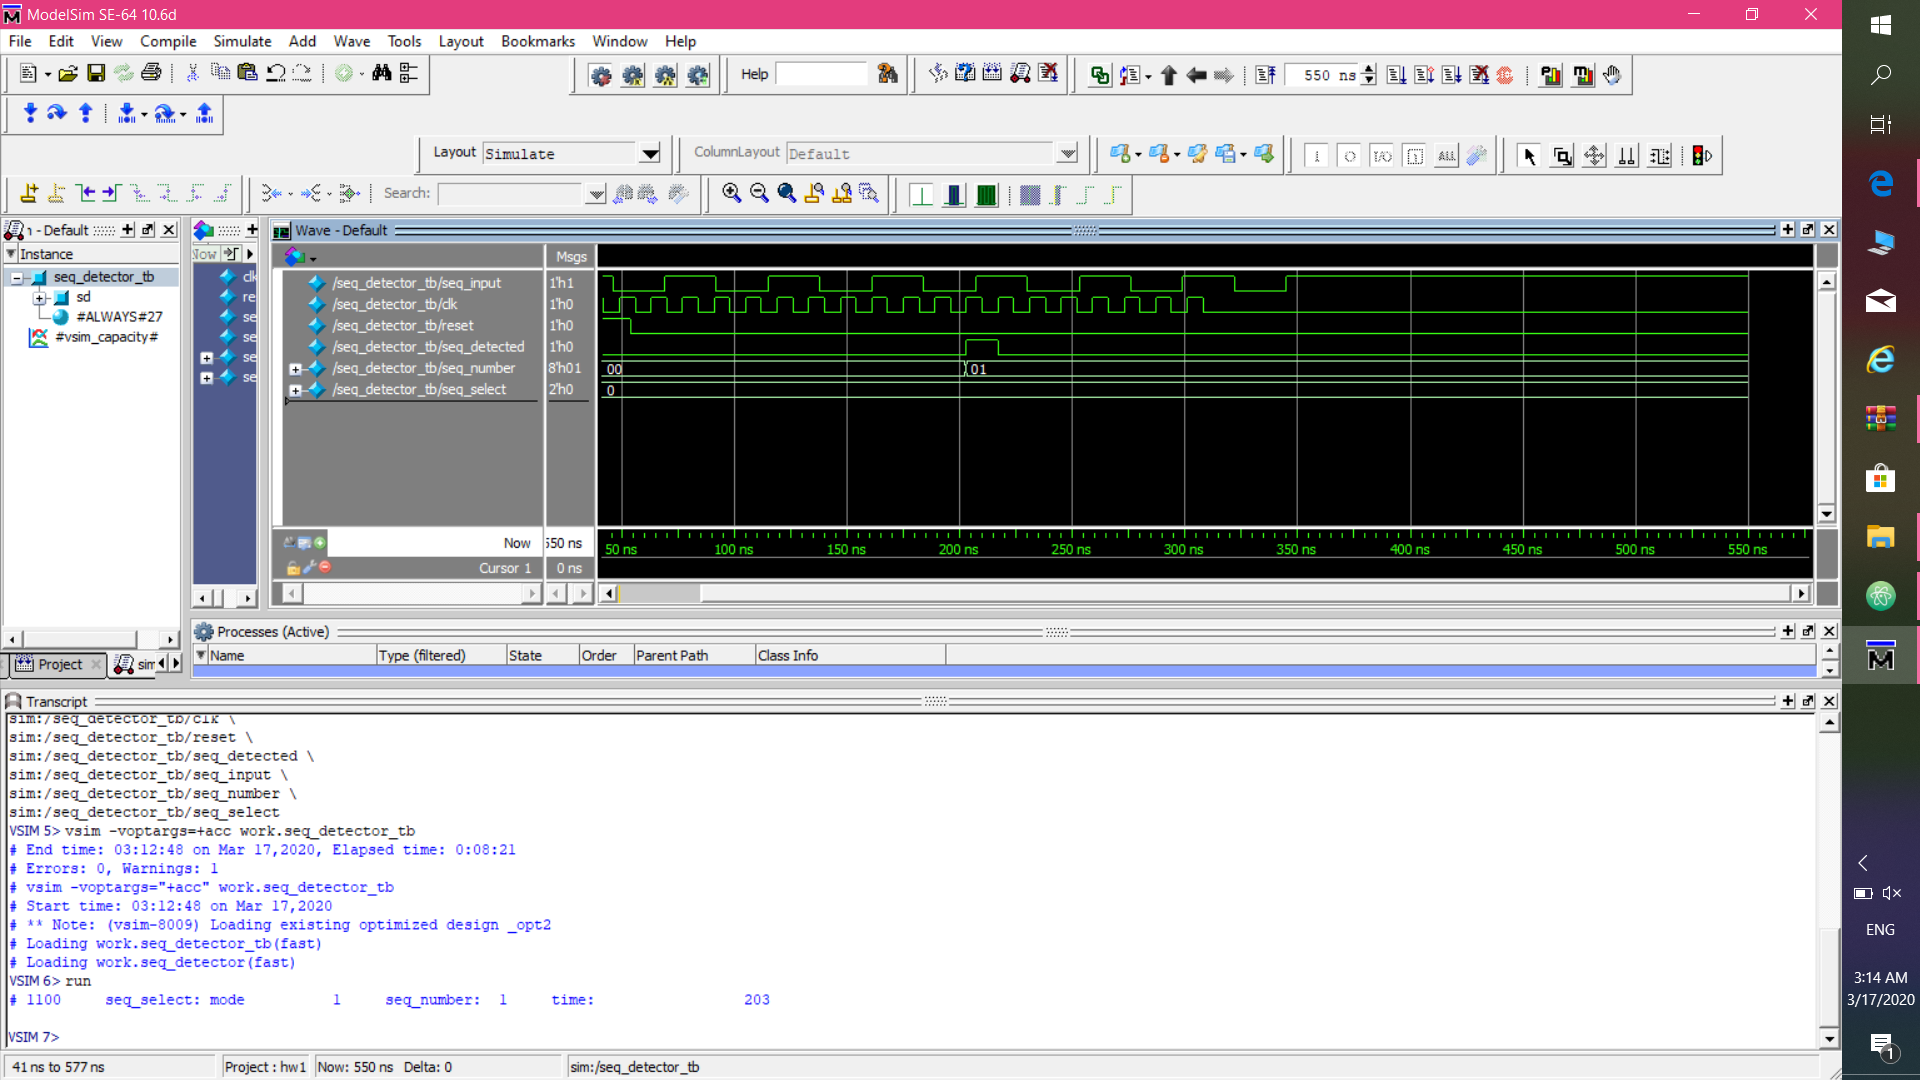 ModelSim SE-64 10.6d
File Edit View Compile Simulate Add Wave Tools Layout Bookmarks Window Help
Help
550 ns
Layout Simulate
ColumnLayout Default
ALL
Search:
- Default
Wave - Default
Instance
Now
Msgs
seq_detector_tb
sd
#ALWAYS#27
#vsim_capacity#
/seq_detector_tb/seq_input 1'h1
/seq_detector_tb/clk 1'h0
/seq_detector_tb/reset 1'h0
/seq_detector_tb/seq_detected 1'h0
/seq_detector_tb/seq_number 8'h01 00 01
/seq_detector_tb/seq_select 2'h0 0
Now 550 ns
50 ns 100 ns 150 ns 200 ns 250 ns 300 ns 350 ns 400 ns 450 ns 500 ns 550 ns
Cursor 1 0 ns
Processes (Active)
Project sim
Name Type (filtered) State Order Parent Path Class Info
Transcript
sim:/seq_detector_tb/clk \
sim:/seq_detector_tb/reset \
sim:/seq_detector_tb/seq_detected \
sim:/seq_detector_tb/seq_input \
sim:/seq_detector_tb/seq_number \
sim:/seq_detector_tb/seq_select
VSIM 5> vsim -voptargs=+acc work.seq_detector_tb
# End time: 03:12:48 on Mar 17,2020, Elapsed time: 0:08:21
# Errors: 0, Warnings: 1
# vsim -voptargs="+acc" work.seq_detector_tb
# Start time: 03:12:48 on Mar 17,2020
# ** Note: (vsim-8009) Loading existing optimized design _opt2
# Loading work.seq_detector_tb(fast)
# Loading work.seq_detector(fast)
VSIM 6> run
# 1100 seq_select: mode 1 seq_number: 1 time: 203
VSIM 7>
41 ns to 577 ns Project : hw1 Now: 550 ns Delta: 0 sim:/seq_detector_tb
ENG
3:14 AM
3/17/2020
1